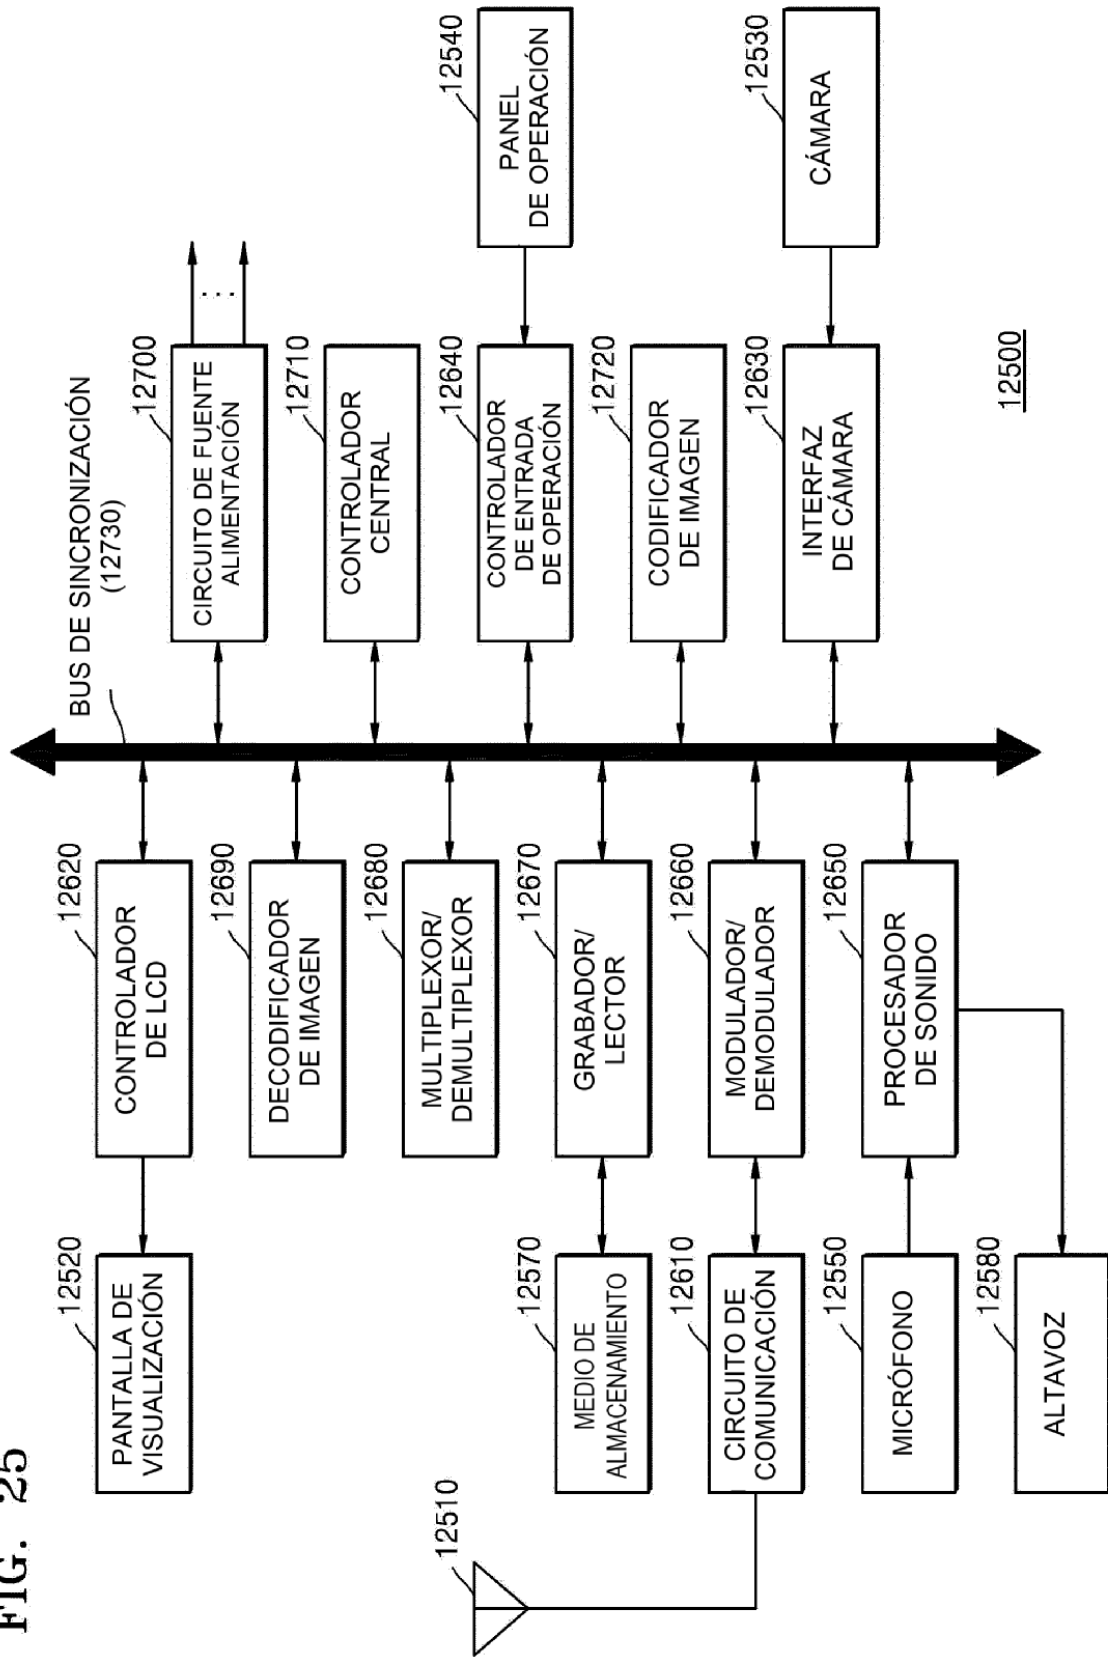 FIG. 25
12510
12520
PANTALLA DE
VISUALIZACIÓN
12570
MEDIO DE
ALMACENAMIENTO
12610
CIRCUITO DE
COMUNICACIÓN
12550
MICRÓFONO
12580
ALTAVOZ
12620
CONTROLADOR
DE LCD
12690
DECODIFICADOR
DE IMAGEN
12680
MULTIPLEXOR/
DEMULTIPLEXOR
12670
GRABADOR/
LECTOR
12660
MODULADOR/
DEMODULADOR
12650
PROCESADOR
DE SONIDO
BUS DE SINCRONIZACIÓN
(12730)
12700
CIRCUITO DE FUENTE
ALIMENTACIÓN
12710
CONTROLADOR
CENTRAL
12640
CONTROLADOR
DE ENTRADA
DE OPERACIÓN
12720
CODIFICADOR
DE IMAGEN
12630
INTERFAZ
DE CÁMARA
12540
PANEL
DE OPERACIÓN
12530
CÁMARA
12500